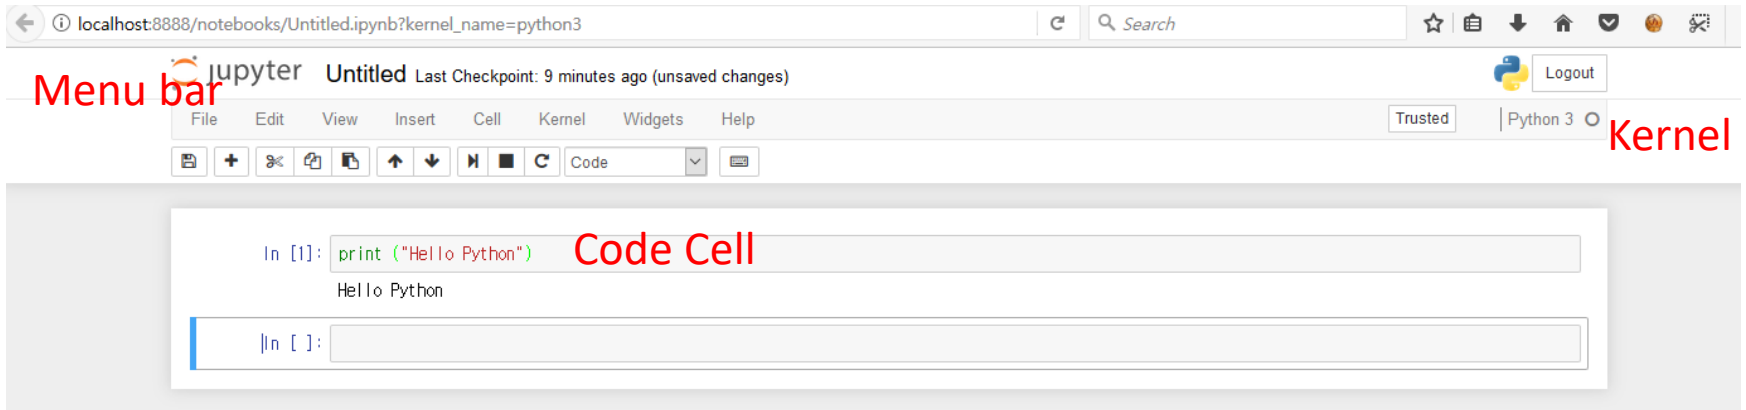 localhost:8888/notebooks/Untitled.ipynb?kernel_name=python3 Search
Menu bar
jupyter Untitled Last Checkpoint: 9 minutes ago (unsaved changes) Logout
File Edit View Insert Cell Kernel Widgets Help Trusted Python 3
Kernel
Code
In [1]: print ("Hello Python") Code Cell
Hello Python
In [ ]: